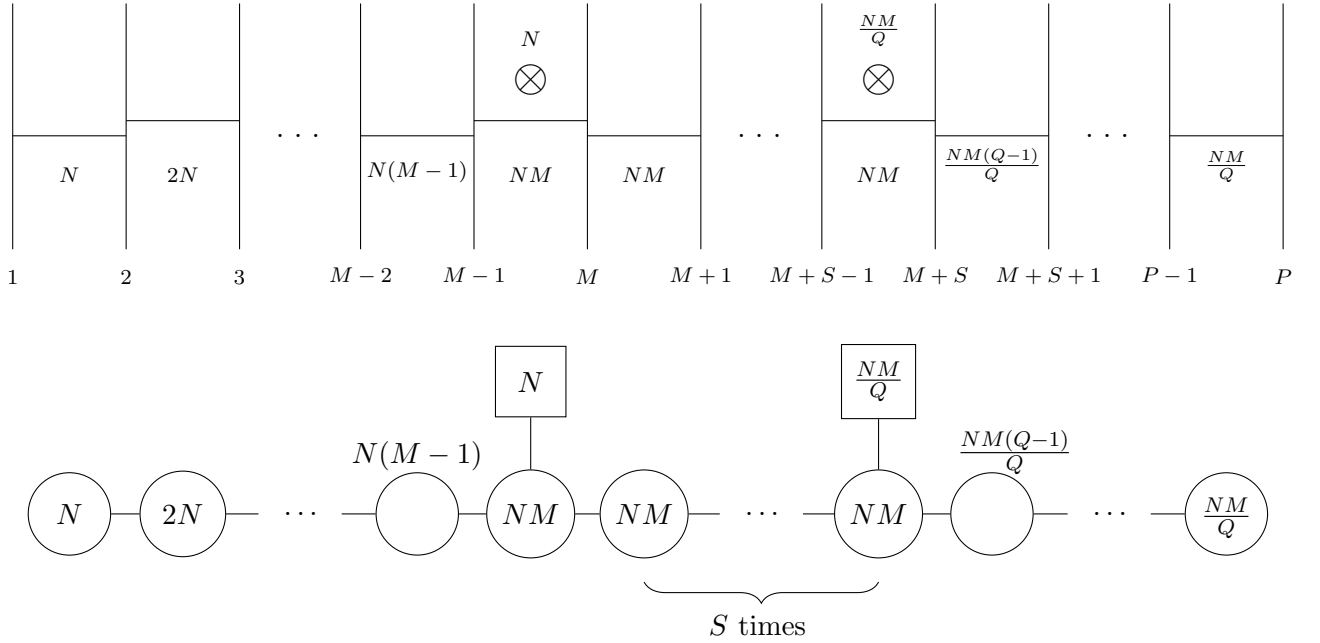 N NM/Q
N 2N · · · N(M − 1) NM NM · · · NM NM(Q−1)/Q · · · NM/Q
1 2 3 M − 2 M − 1 M M + 1 M + S − 1 M + S M + S + 1 P − 1 P
N NM/Q
N(M − 1) NM(Q−1)/Q
N 2N · · · NM NM · · · NM · · · NM/Q
S times